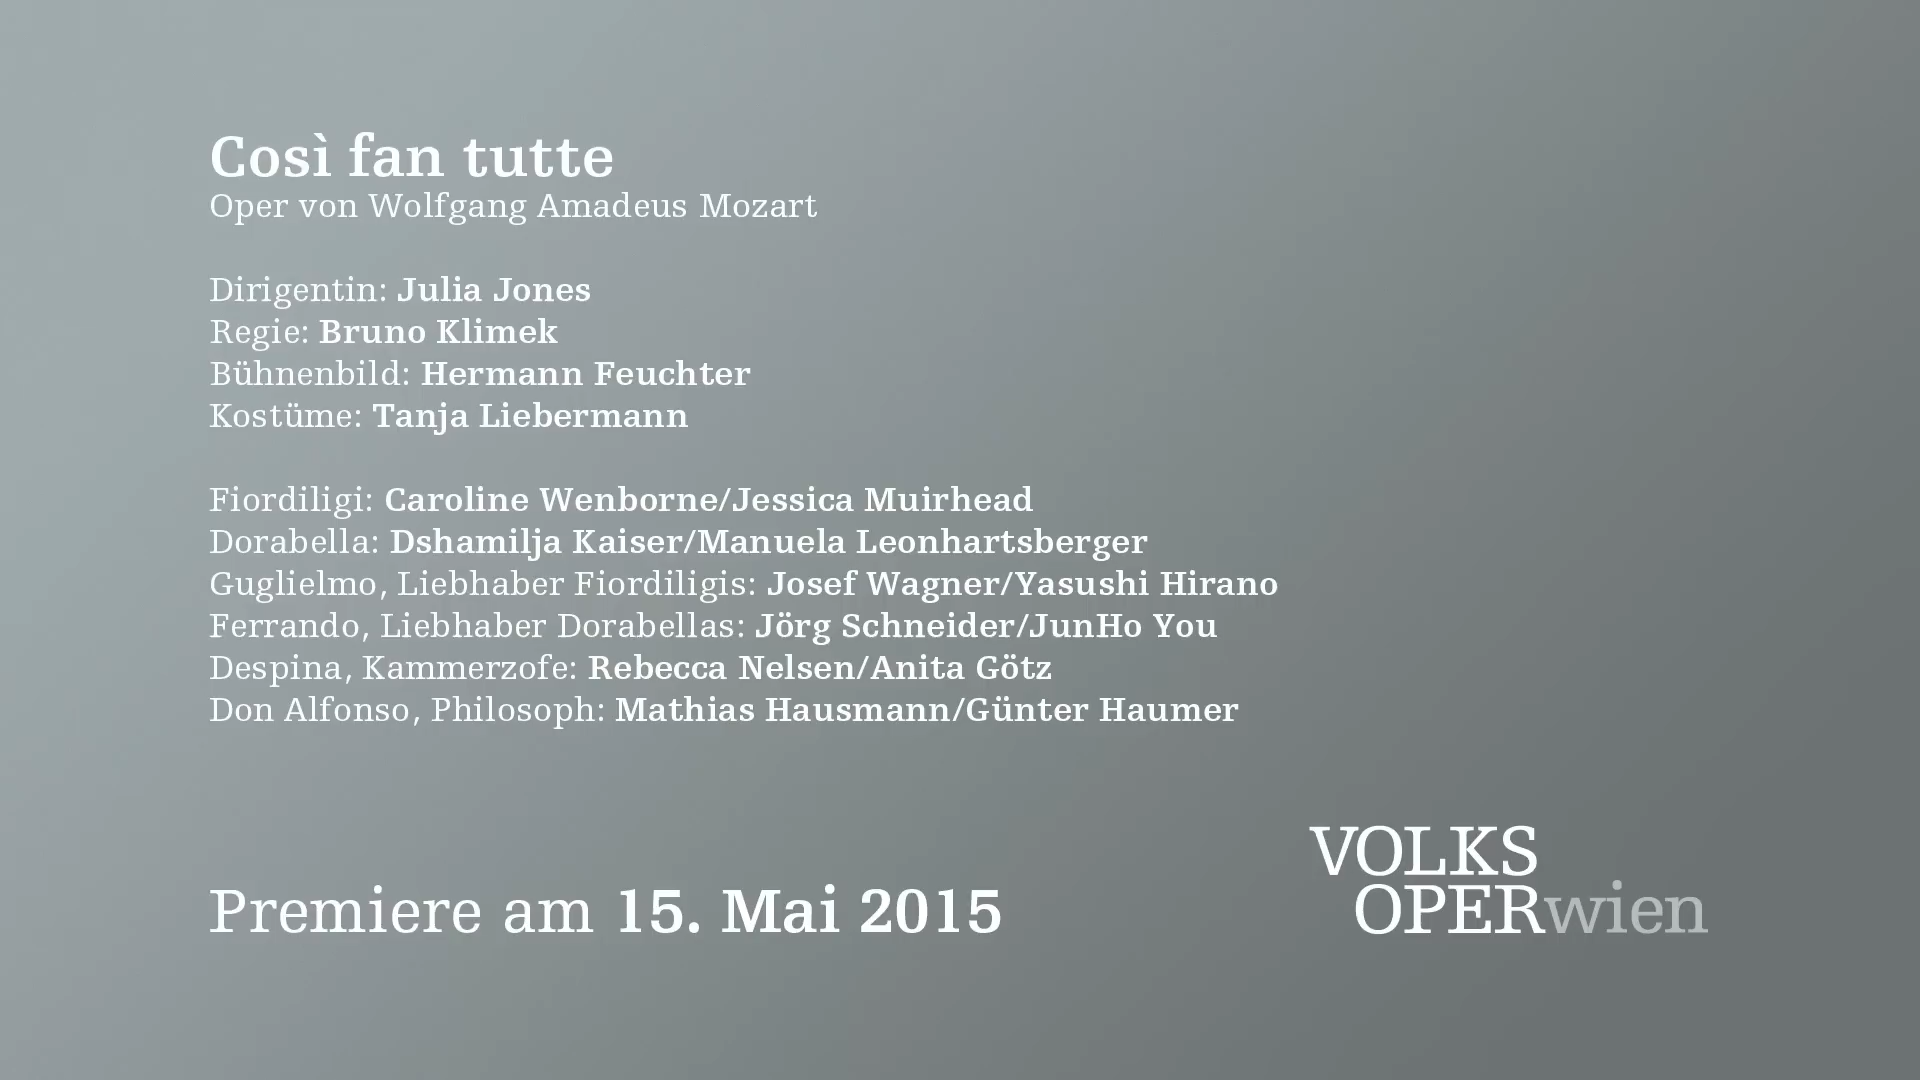 Così fan tutte
Oper von Wolfgang Amadeus Mozart
Dirigentin: Julia Jones
Regie: Bruno Klimek
Bühnenbild: Hermann Feuchter
Kostüme: Tanja Liebermann
Fiordiligi: Caroline Wenborne/Jessica Muirhead
Dorabella: Dshamilja Kaiser/Manuela Leonhartsberger
Guglielmo, Liebhaber Fiordiligis: Josef Wagner/Yasushi Hirano
Ferrando, Liebhaber Dorabellas: Jörg Schneider/JunHo You
Despina, Kammerzofe: Rebecca Nelsen/Anita Götz
Don Alfonso, Philosoph: Mathias Hausmann/Günter Haumer
Premiere am 15. Mai 2015
VOLKS
OPERwien